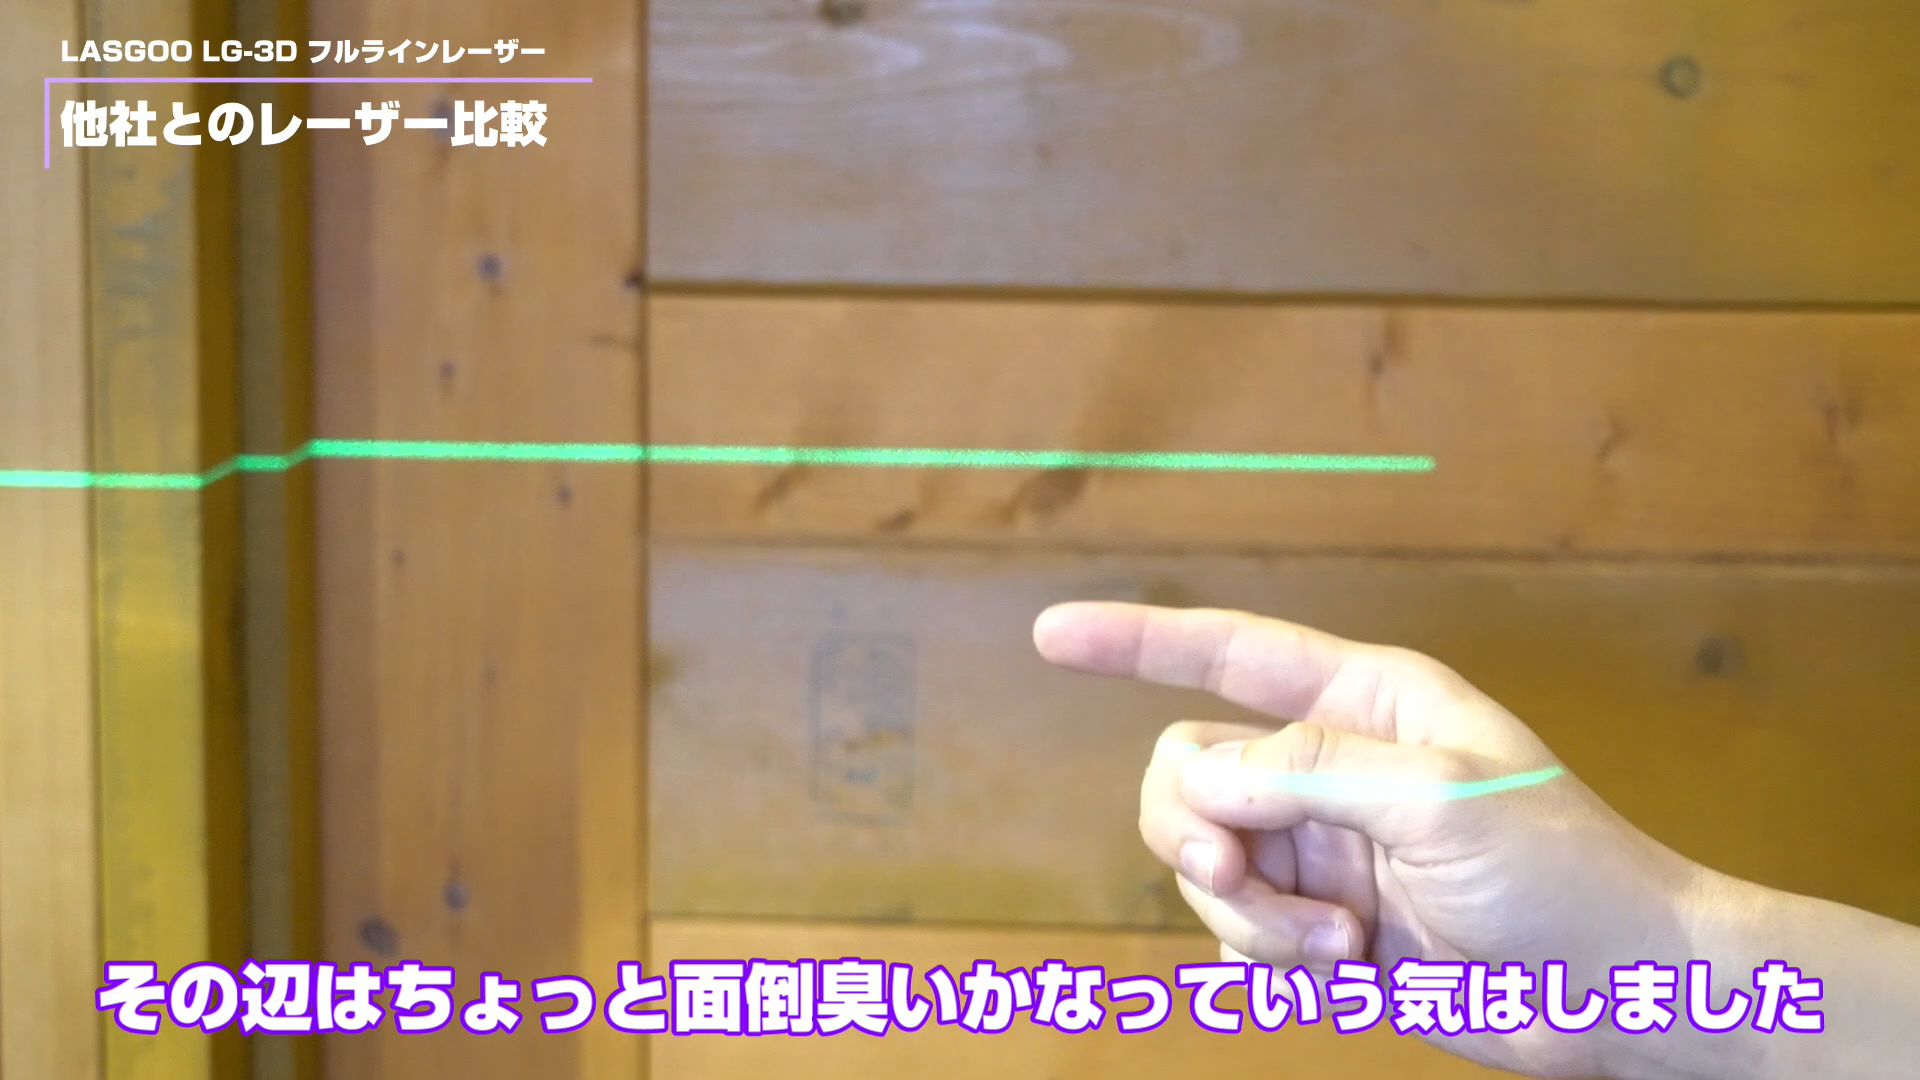 LASGOO LG-3D フルラインレーザー
他社とのレーザー比較
その辺はちょっと面倒臭いかなっていう気はしました